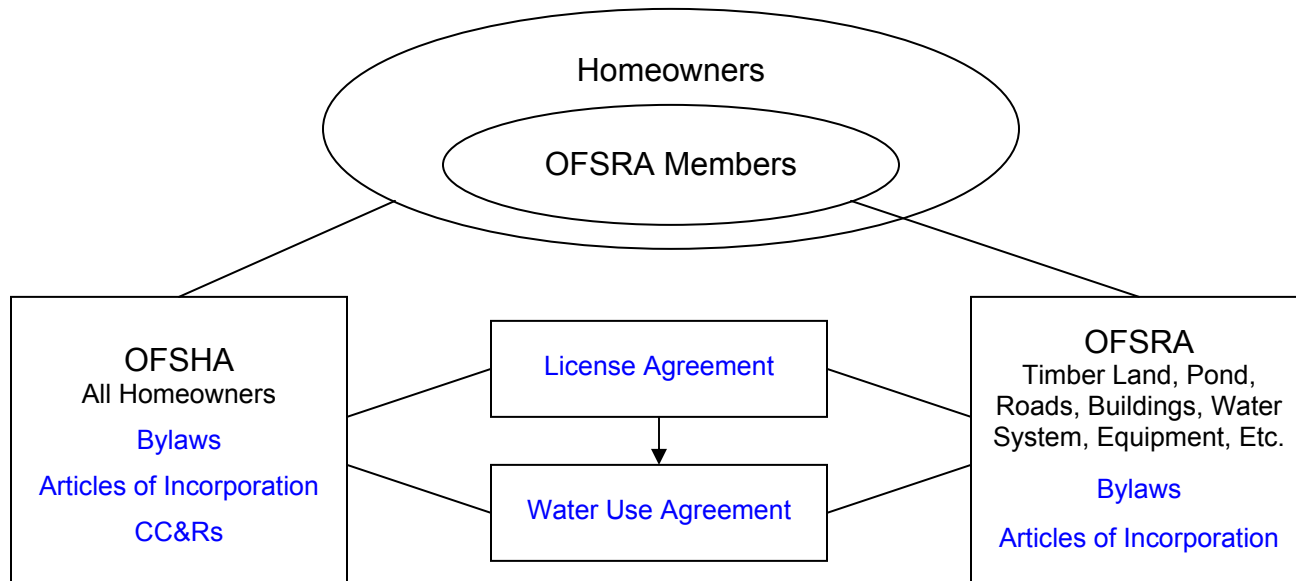 Homeowners
OFSRA Members
OFSHA
All Homeowners
Bylaws
Articles of Incorporation
CC&Rs
License Agreement
Water Use Agreement
OFSRA
Timber Land, Pond,
Roads, Buildings, Water
System, Equipment, Etc.
Bylaws
Articles of Incorporation